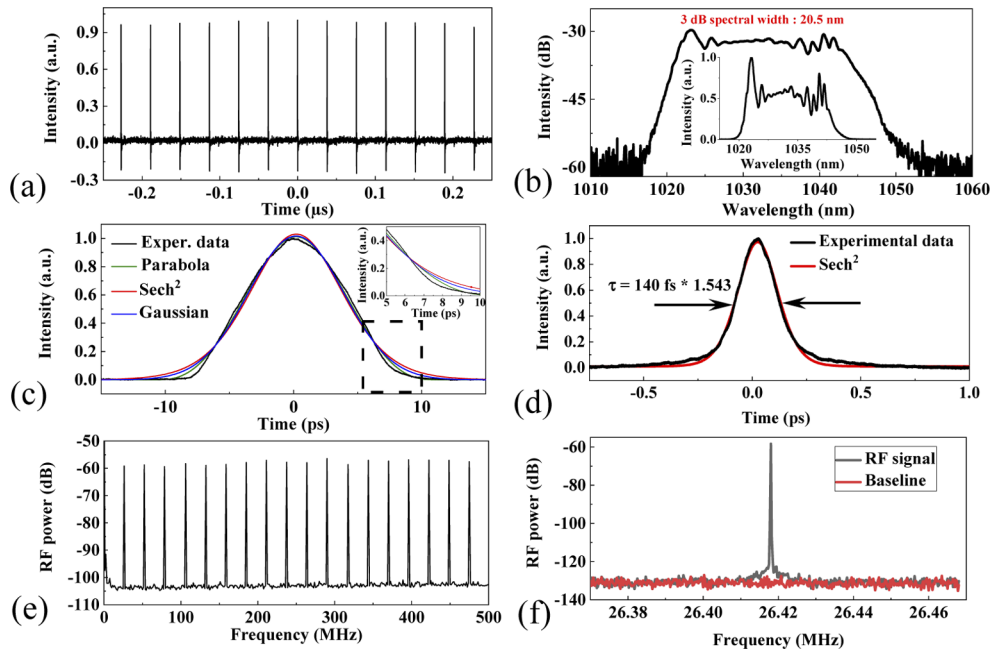 0.9
0.6
0.3
0.0
-0.3
Intensity (a.u.)
-0.2 -0.1 0.0 0.1 0.2
Time (μs)
(a)
3 dB spectral width : 20.5 nm
-30
-45
-60
Intensity (dB)
1.0
0.5
0.0
Intensity (a.u.)
1020 1035 1050
Wavelength (nm)
1010 1020 1030 1040 1050 1060
Wavelength (nm)
(b)
1.0
0.8
0.6
0.4
0.2
0.0
Intensity (a.u.)
Exper. data
Parabola
Sech²
Gaussian
0.4
0.2
0.0
Intensity (a.u.)
5 6 7 8 9 10
Time (ps)
-10 0 10
Time (ps)
(c)
1.0
0.8
0.6
0.4
0.2
0.0
Intensity (a.u.)
Experimental data
Sech²
τ = 140 fs * 1.543
-0.5 0.0 0.5 1.0
Time (ps)
(d)
-50
-60
-70
-80
-90
-100
-110
RF power (dB)
0 100 200 300 400 500
Frequency (MHz)
(e)
-60
-80
-100
-120
-140
RF power (dB)
RF signal
Baseline
26.38 26.40 26.42 26.44 26.46
Frequency (MHz)
(f)